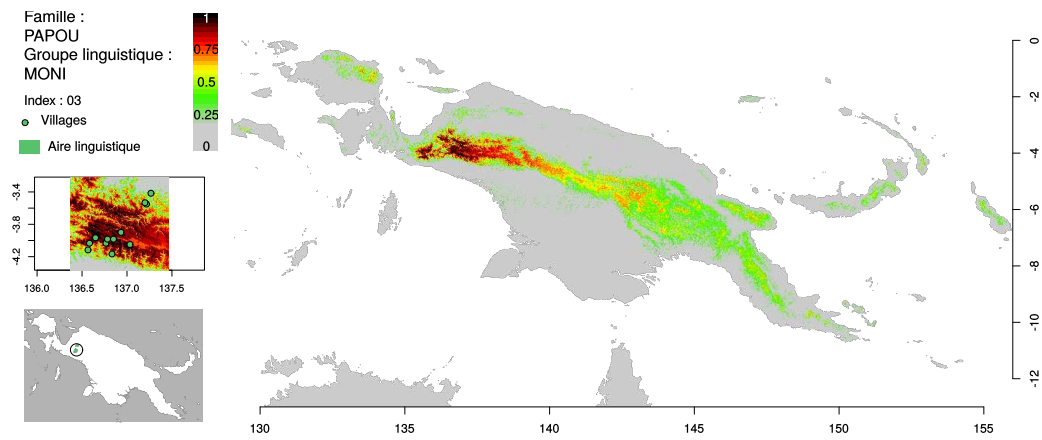 Famille :
PAPOU
Groupe linguistique :
MONI
Index : 03
Villages
Aire linguistique
1
0.75
0.5
0.25
0
-3.4
-3.8
-4.2
136.0 136.5 137.0 137.5
0
-2
-4
-6
-8
-10
-12
130 135 140 145 150 155